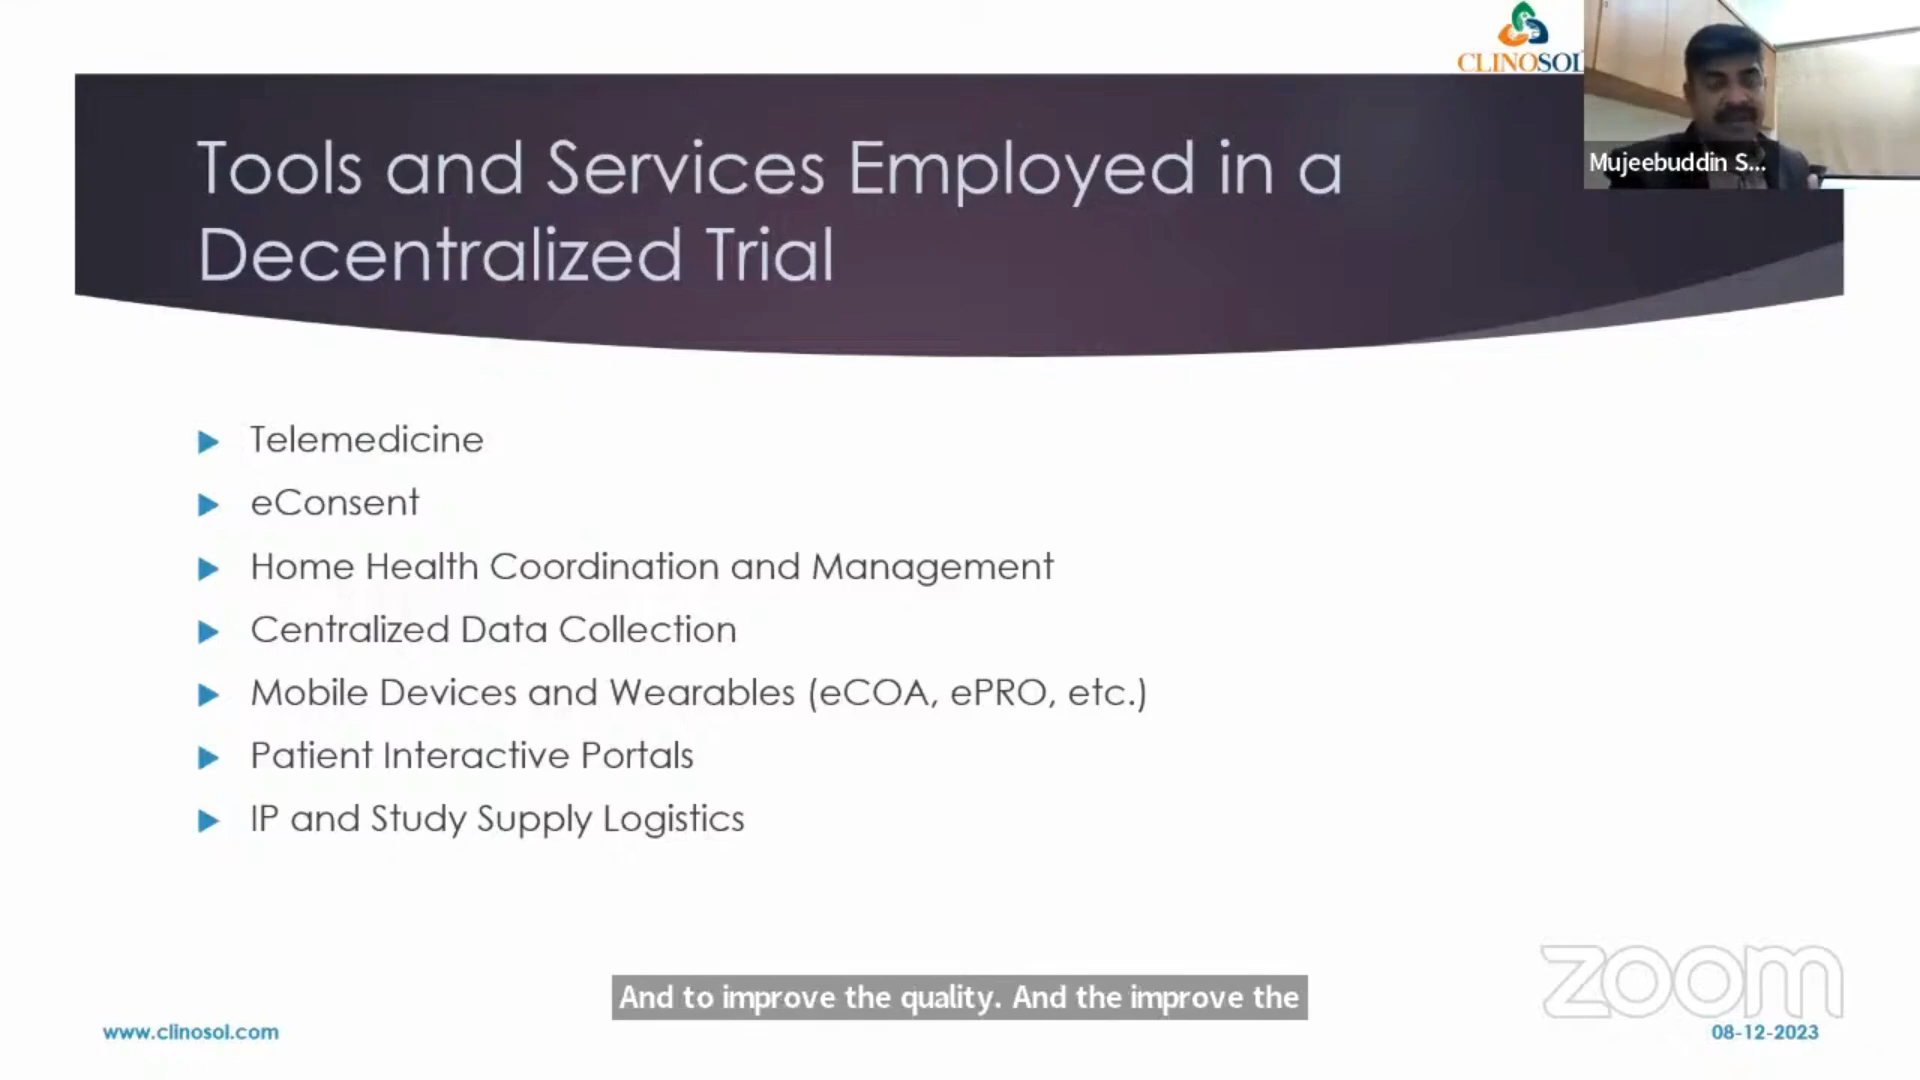 CLINOSOL
Mujeebuddin S...
Tools and Services Employed in a
Decentralized Trial
Telemedicine
eConsent
Home Health Coordination and Management
Centralized Data Collection
Mobile Devices and Wearables (eCOA, ePRO, etc.)
Patient Interactive Portals
IP and Study Supply Logistics
And to improve the quality. And the improve the
zoom
www.clinosol.com
08-12-2023